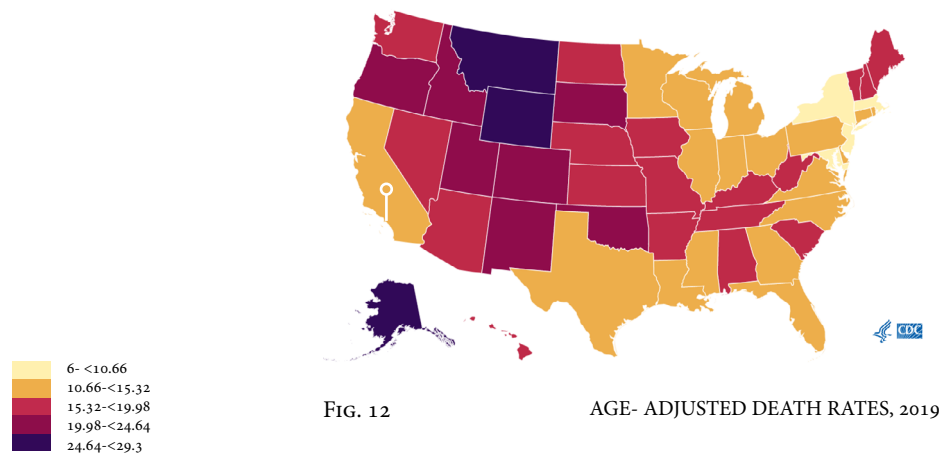 CDC
6- <10.66
10.66-<15.32
15.32-<19.98
19.98-<24.64
24.64-<29.3
Fig. 12
AGE- ADJUSTED DEATH RATES, 2019